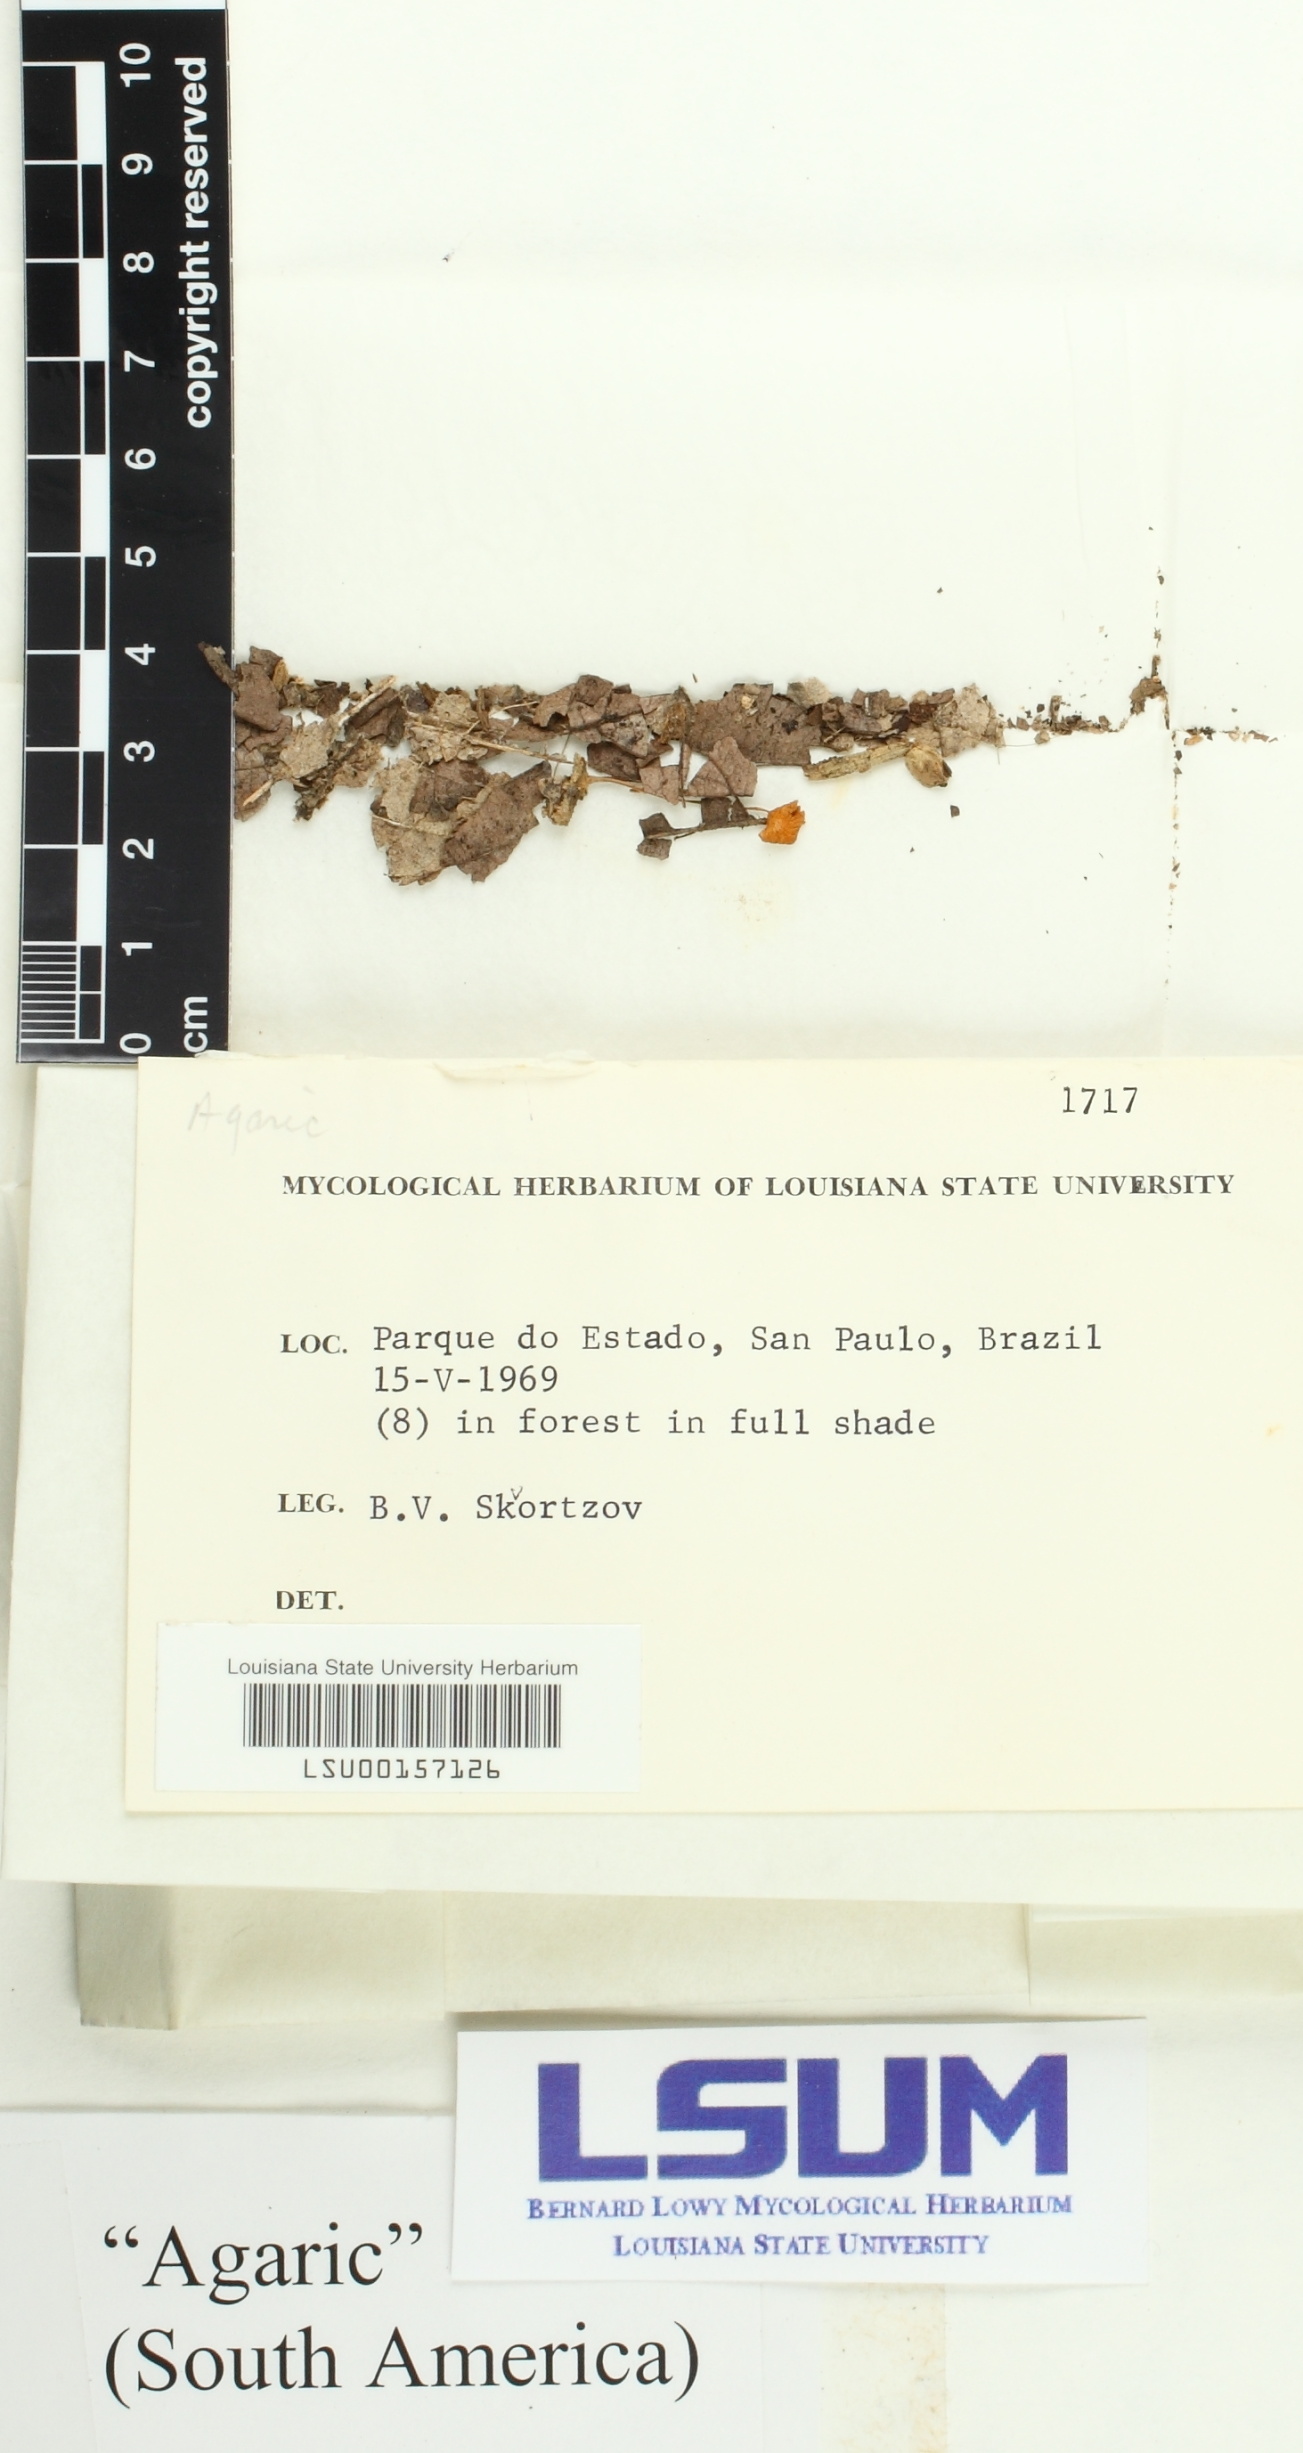 10
9
8
7
6
5
4
3
2
1
0
cm
copyright reserved
Agaric
1717
MYCOLOGICAL HERBARIUM OF LOUISIANA STATE UNIVERSITY
LOC. Parque do Estado, San Paulo, Brazil
15-V-1969
(8) in forest in full shade
LEG. B.V. Skvortzov
DET.
Louisiana State University Herbarium
LSU00157126
LSUM
BERNARD LOWY MYCOLOGICAL HERBARIUM
LOUISIANA STATE UNIVERSITY
“Agaric”
(South America)